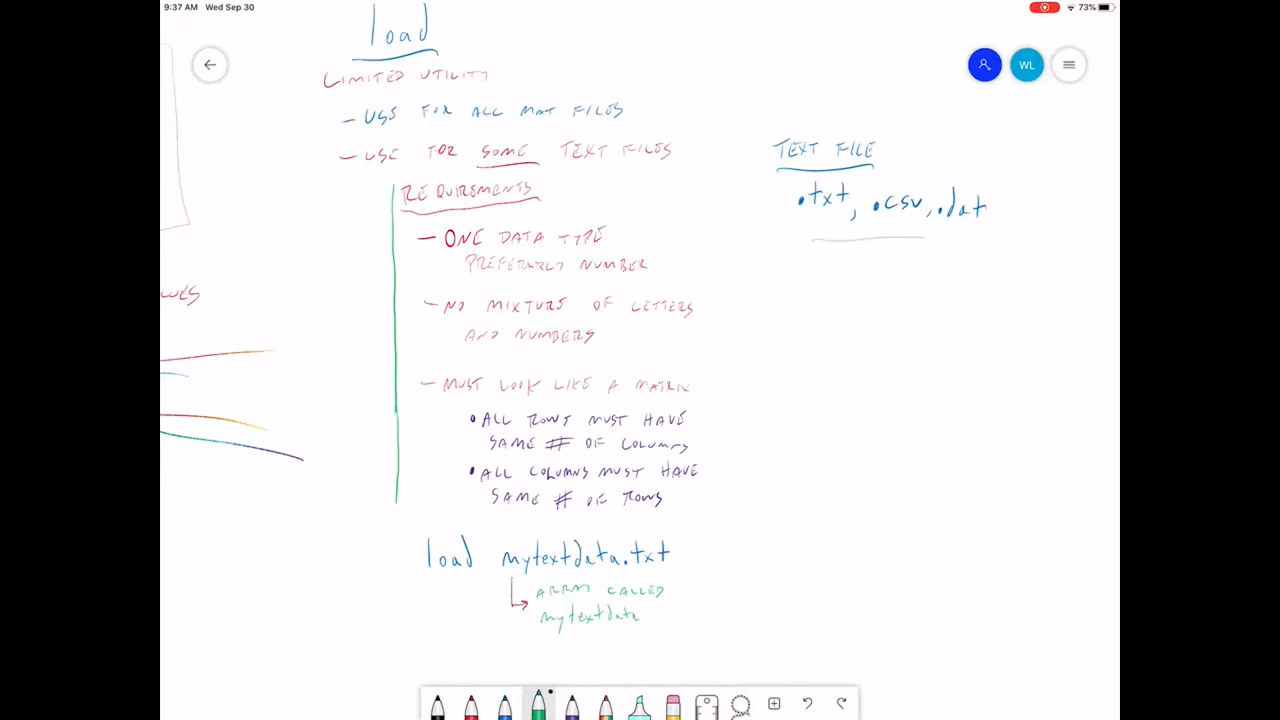 9:37 AM Wed Sep 30
73%
load
LIMITED UTILITY
- USE FOR ALL MAT FILES
- USE FOR SOME TEXT FILES
REQUIREMENTS
- ONE DATA TYPE
PREFERABLY NUMBER
- NO MIXTURE OF LETTERS
AND NUMBERS
- MUST LOOK LIKE A MATRIX
• ALL ROWS MUST HAVE
SAME # OF COLUMNS
• ALL COLUMNS MUST HAVE
SAME # OF ROWS
load mytextdata.txt
ARRAY CALLED
mytextdata
WL
TEXT FILE
.txt, .csv, .dat